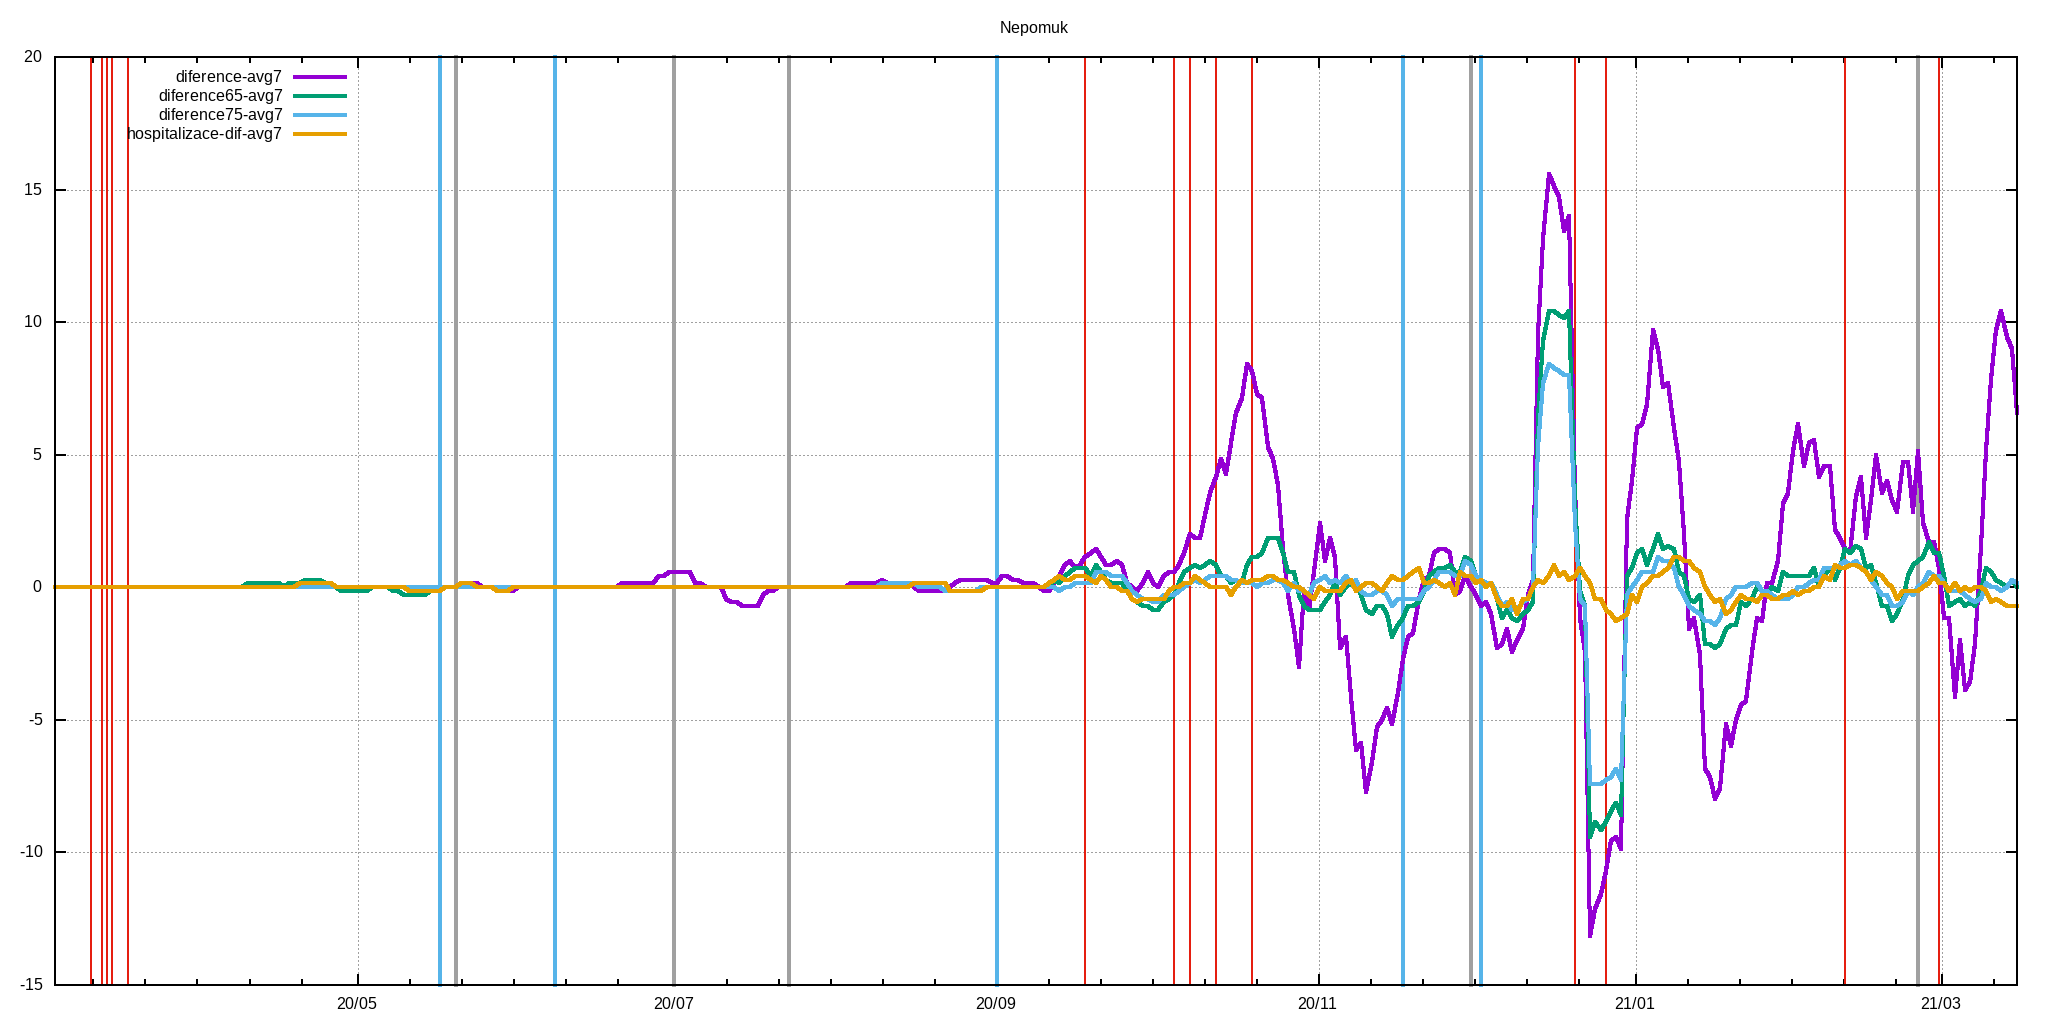 Nepomuk
20
15
10
5
0
-5
-10
-15
diference-avg7
diference65-avg7
diference75-avg7
hospitalizace-dif-avg7
20/05
20/07
20/09
20/11
21/01
21/03